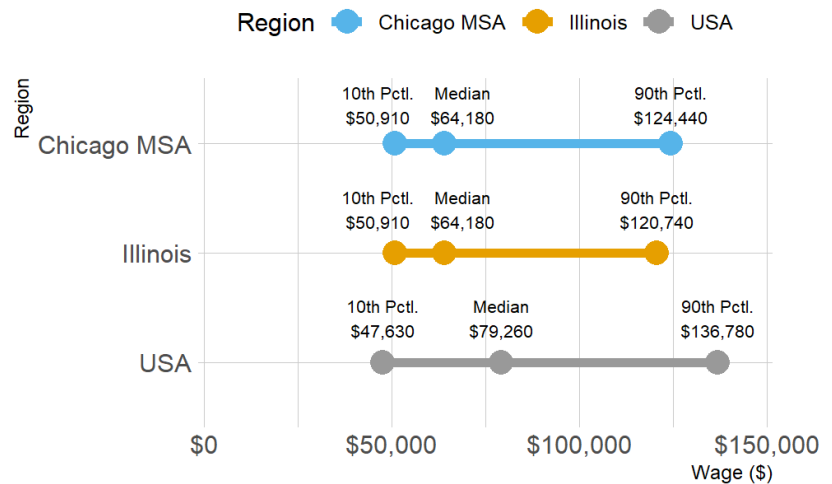 Region Chicago MSA Illinois USA
Region
10th Pctl. Median 90th Pctl.
$50,910 $64,180 $124,440
Chicago MSA
10th Pctl. Median 90th Pctl.
$50,910 $64,180 $120,740
Illinois
10th Pctl. Median 90th Pctl.
$47,630 $79,260 $136,780
USA
$0 $50,000 $100,000 $150,000
Wage ($)